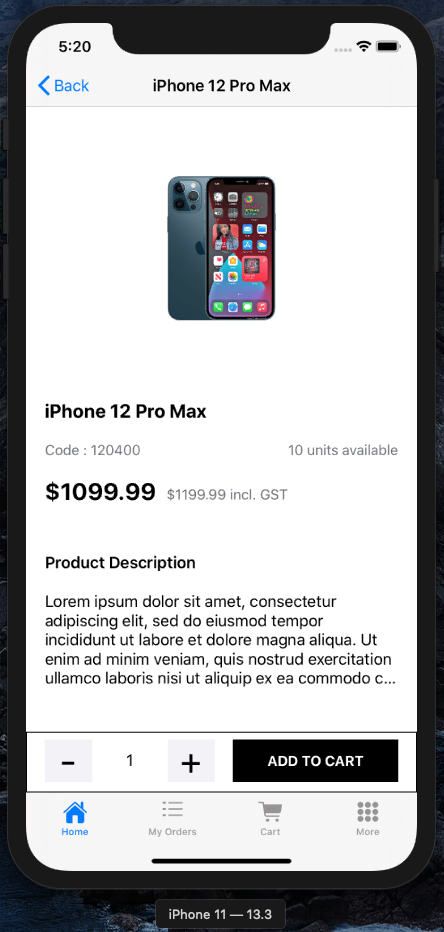 5:20
Back
iPhone 12 Pro Max
iPhone 12 Pro Max
Code : 120400
10 units available
$1099.99 $1199.99 incl. GST
Product Description
Lorem ipsum dolor sit amet, consectetur
adipiscing elit, sed do eiusmod tempor
incididunt ut labore et dolore magna aliqua. Ut
enim ad minim veniam, quis nostrud exercitation
ullamco laboris nisi ut aliquip ex ea commodo c...
- 1 + ADD TO CART
Home My Orders Cart More
iPhone 11 — 13.3